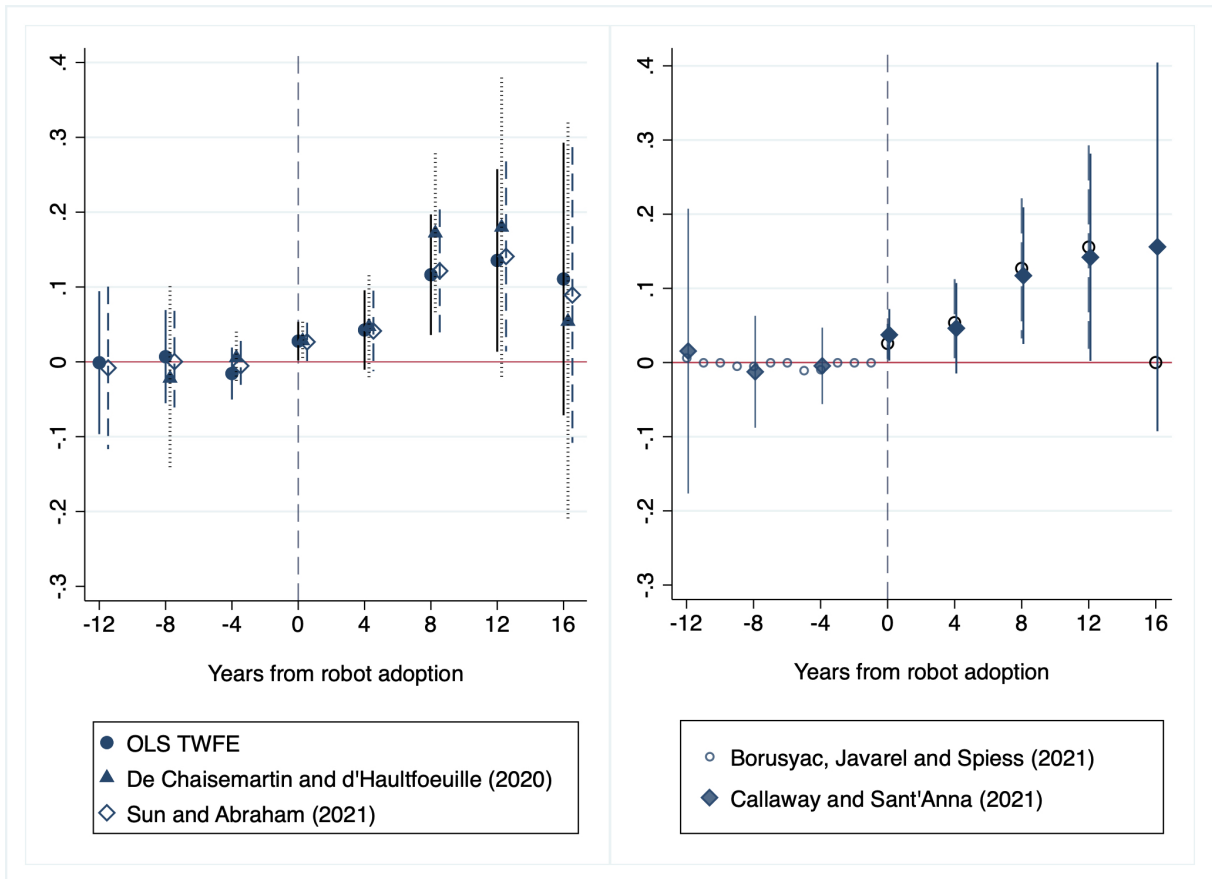 .4
.3
.2
.1
0
-.1
-.2
-.3
-12 -8 -4 0 4 8 12 16
Years from robot adoption
OLS TWFE
De Chaisemartin and d'Haultfoeuille (2020)
Sun and Abraham (2021)
.4
.3
.2
.1
0
-.1
-.2
-.3
-12 -8 -4 0 4 8 12 16
Years from robot adoption
Borusyac, Javarel and Spiess (2021)
Callaway and Sant'Anna (2021)